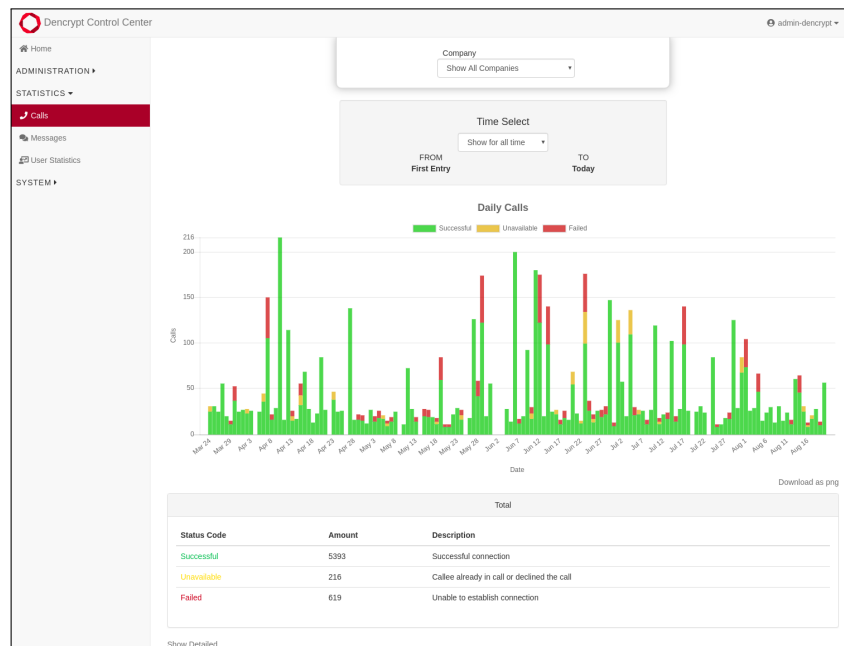 Dencrypt Control Center
admin-dencrypt
Home
ADMINISTRATION
STATISTICS
Calls
Messages
User Statistics
SYSTEM
Company
Show All Companies
Time Select
Show for all time
FROM TO
First Entry Today
Daily Calls
Successful Unavailable Failed
216
200
150
100
50
0
Calls
Mar 24 Mar 29 Apr 3 Apr 8 Apr 13 Apr 18 Apr 23 Apr 28 May 3 May 8 May 13 May 18 May 23 May 28 Jun 2 Jun 7 Jun 12 Jun 17 Jun 22 Jun 27 Jul 2 Jul 7 Jul 12 Jul 17 Jul 22 Jul 27 Aug 1 Aug 6 Aug 11 Aug 16
Date
Download as png
Total
Status Code Amount Description
Successful 5393 Successful connection
Unavailable 216 Callee already in call or declined the call
Failed 619 Unable to establish connection
Show Detailed